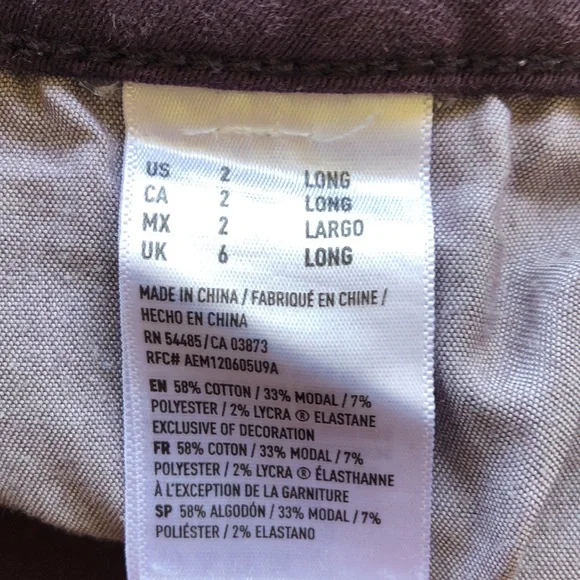 US 2 LONG
CA 2 LONG
MX 2 LARGO
UK 6 LONG
MADE IN CHINA / FABRIQUÉ EN CHINE /
HECHO EN CHINA
RN 54485 / CA 03873
RFC# AEM120605U9A
EN 58% COTTON / 33% MODAL / 7%
POLYESTER / 2% LYCRA ® ELASTANE
EXCLUSIVE OF DECORATION
FR 58% COTON / 33% MODAL / 7%
POLYESTER / 2% LYCRA ® ÉLASTHANNE
À L'EXCEPTION DE LA GARNITURE
SP 58% ALGODÓN / 33% MODAL / 7%
POLIÉSTER / 2% ELASTANO